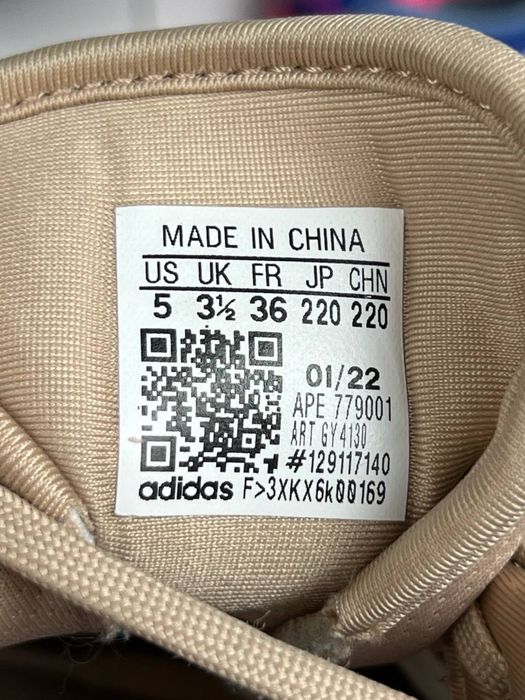 MADE IN CHINA
US UK FR JP CHN
5 3½ 36 220 220
01/22
APE 779001
ART GY4130
#129117140
adidas F>3XKX6k00169